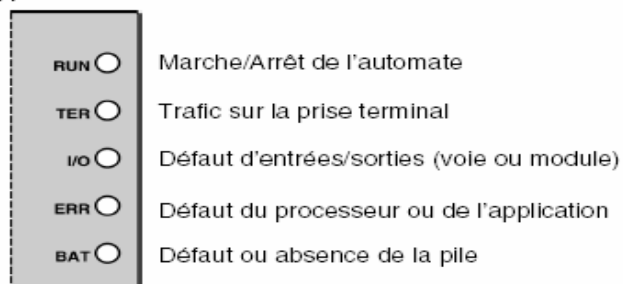 RUN Marche/Arrêt de l'automate
TER Trafic sur la prise terminal
I/O Défaut d'entrées/sorties (voie ou module)
ERR Défaut du processeur ou de l'application
BAT Défaut ou absence de la pile